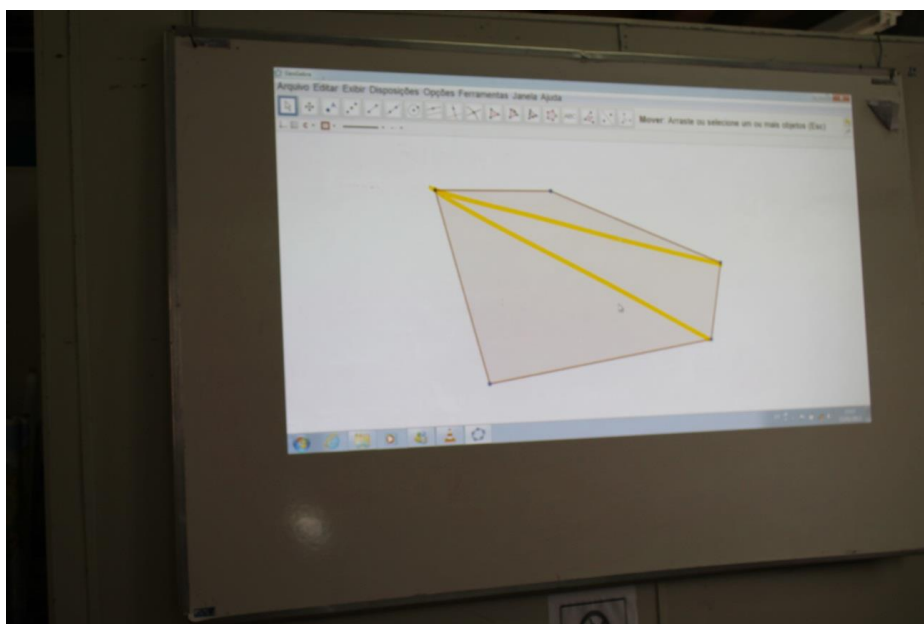 GeoGebra
Arquivo Editar Exibir Disposições Opções Ferramentas Janela Ajuda
Mover: Arraste ou selecione um ou mais objetos (Esc)